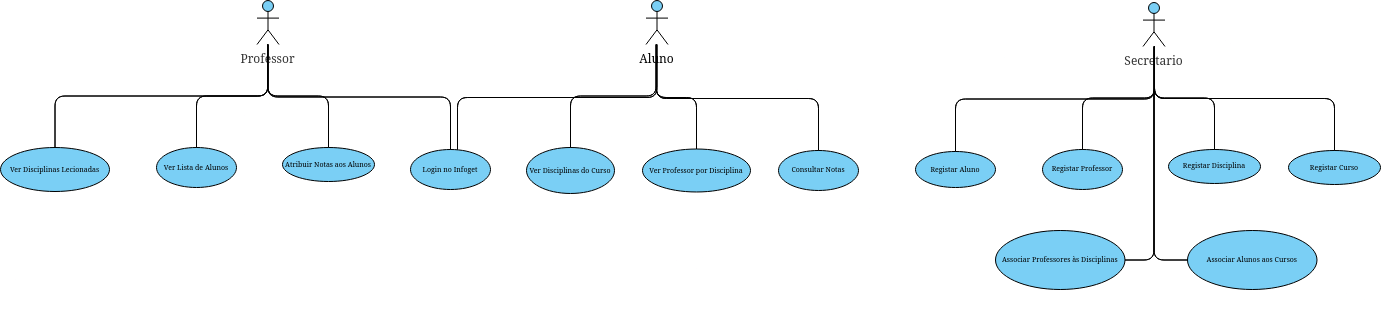 Professor
Aluno
Secretario
Ver Disciplinas Lecionadas
Ver Lista de Alunos
Atribuir Notas aos Alunos
Login no Infoget
Ver Disciplinas do Curso
Ver Professor por Disciplina
Consultar Notas
Registar Aluno
Registar Professor
Registar Disciplina
Registar Curso
Associar Professores às Disciplinas
Associar Alunos aos Cursos